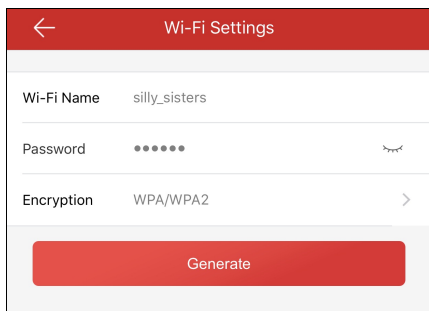 Wi-Fi Settings
Wi-Fi Name silly_sisters
Password ●●●●●●
Encryption WPA/WPA2
Generate